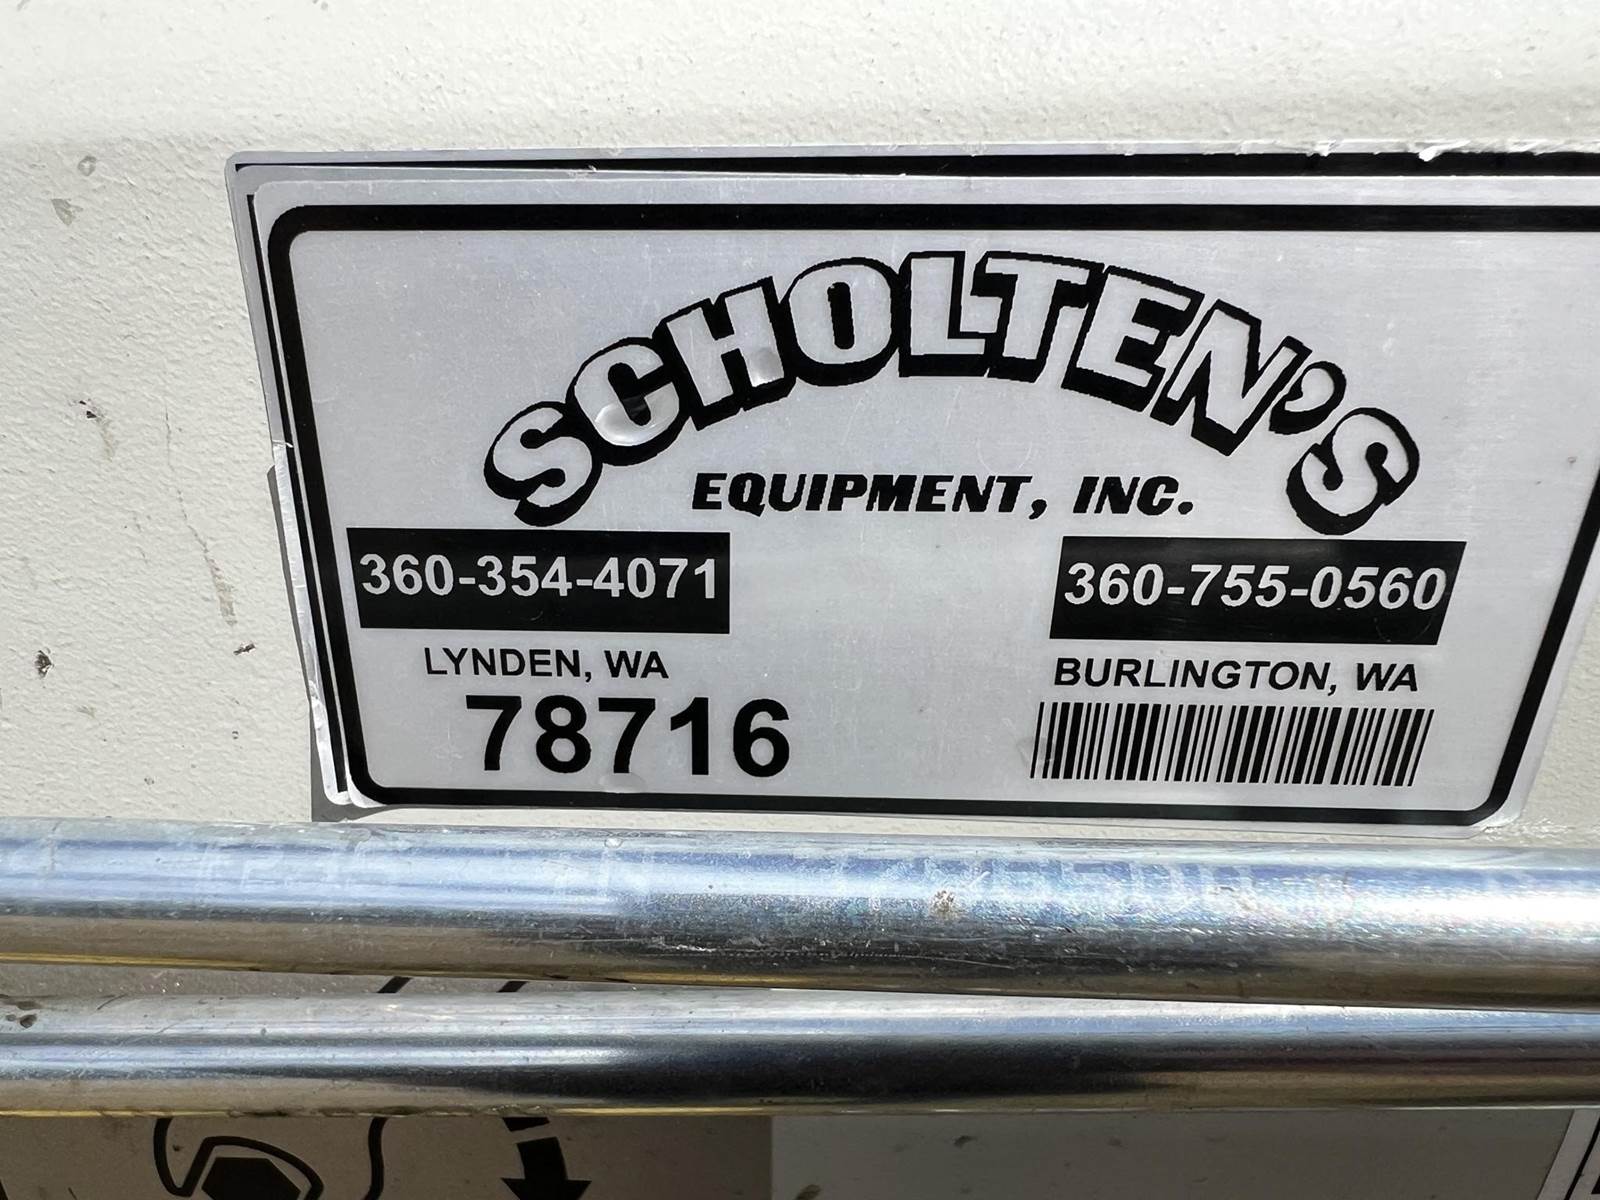 SCHOLTEN'S
EQUIPMENT, INC.
360-354-4071
LYNDEN, WA
78716
360-755-0560
BURLINGTON, WA